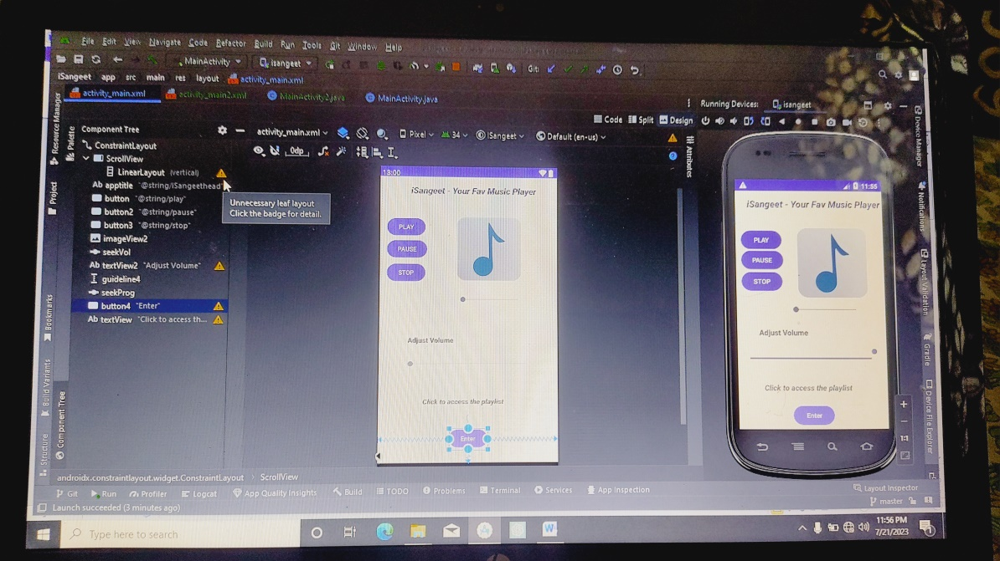 File Edit View Navigate Code Refactor Build Run Tools Git Window Help
MainActivity isangeet Git:
iSangeet app src main res layout activity_main.xml
activity_main.xml activity_main2.xml MainActivity2.java MainActivity.java
Code Split Design
Running Devices: isangeet
Resource Manager
Project
Bookmarks
Build Variants
Structure
Palette
Component Tree
Component Tree
ConstraintLayout
ScrollView
LinearLayout (vertical)
Ab apptitle "@string/iSangeethead"
button "@string/play"
button2 "@string/pause"
button3 "@string/stop"
imageView2
seekVol
Ab textView2 "Adjust Volume"
guideline4
seekProg
button4 "Enter"
Ab textView "Click to access th...
Unnecessary leaf layout
Click the badge for detail.
activity_main.xml Pixel 34 iSangeet Default (en-us)
0dp
Attributes
13:00
iSangeet - Your Fav Music Player
PLAY
PAUSE
STOP
Adjust Volume
Click to access the playlist
Enter
11:55
iSangeet - Your Fav Music Player
PLAY
PAUSE
STOP
Adjust Volume
Click to access the playlist
Enter
1:1
Device Manager
Notifications
Layout Validation
Gradle
Device File Explorer
androidx.constraintlayout.widget.ConstraintLayout ScrollView
Git Run Profiler Logcat App Quality Insights Build TODO Problems Terminal Services App Inspection
Layout Inspector
Launch succeeded (3 minutes ago)
master
Type here to search
W
11:56 PM
7/21/2023
1